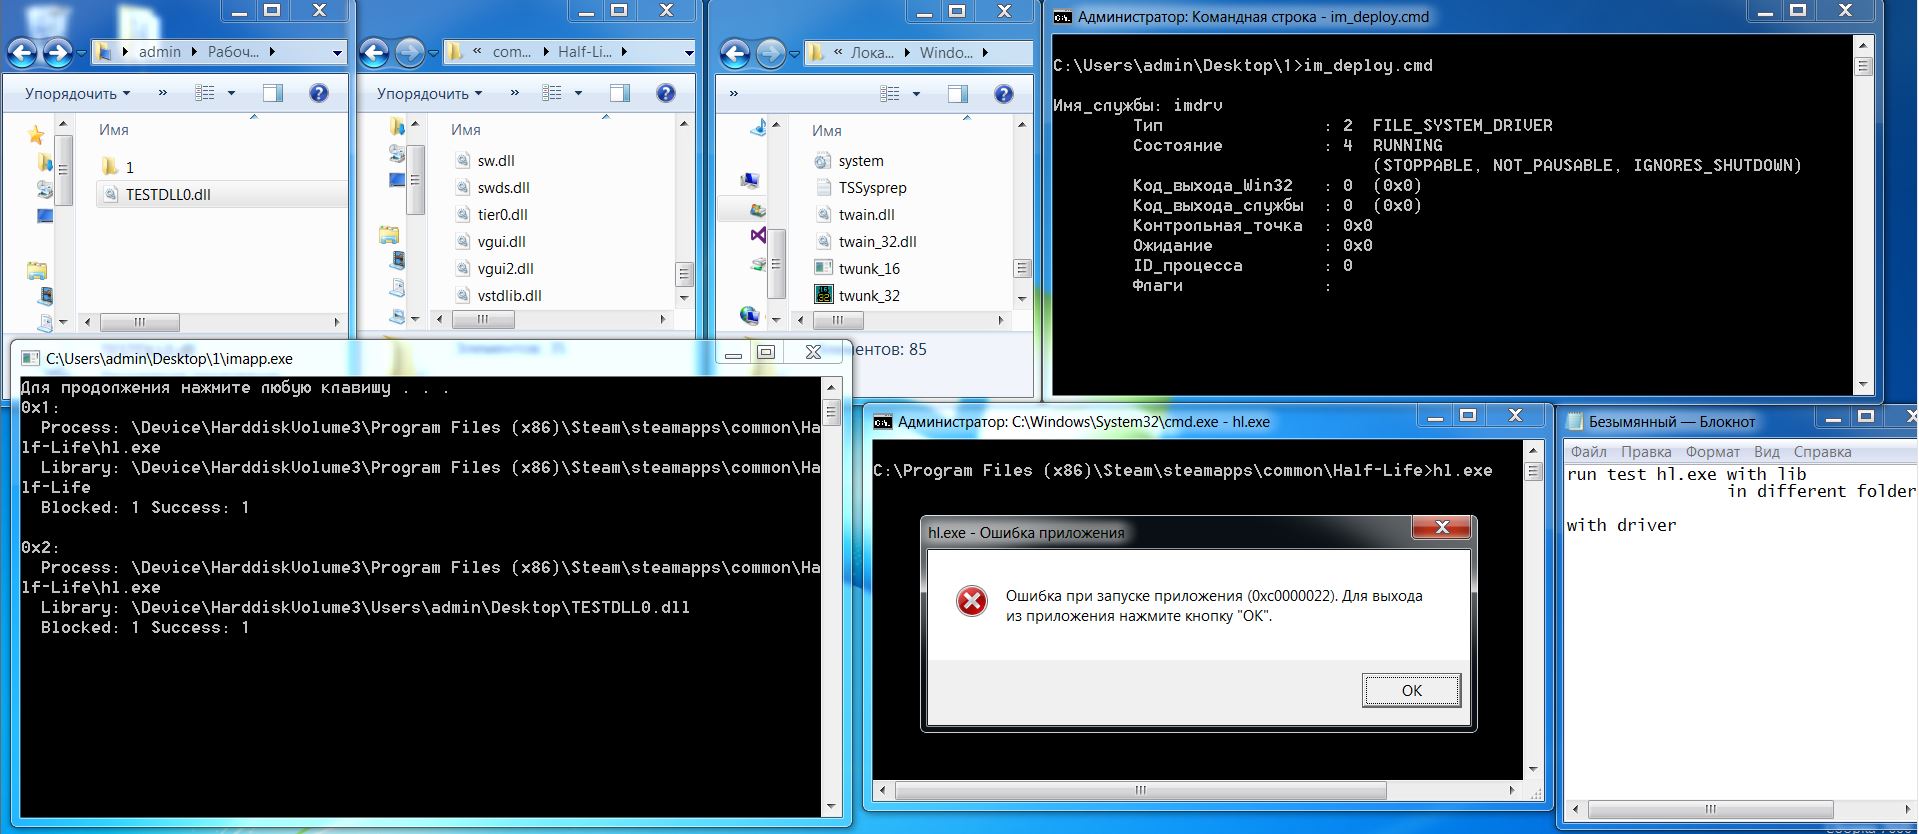 admin
Рабоч...
Упорядочить
»
Имя
1
TESTDLL0.dll
«
com...
Half-Li...
Упорядочить
»
Имя
sw.dll
swds.dll
tier0.dll
vgui.dll
vgui2.dll
vstdlib.dll
«
Лока...
Windo...
»
Имя
system
TSSysprep
twain.dll
twain_32.dll
twunk_16
twunk_32
ентов: 85
Администратор: Командная строка - im_deploy.cmd
C:\Users\admin\Desktop\1>im_deploy.cmd
Имя_службы: imdrv
Тип : 2 FILE_SYSTEM_DRIVER
Состояние : 4 RUNNING
(STOPPABLE, NOT_PAUSABLE, IGNORES_SHUTDOWN)
Код_выхода_Win32 : 0 (0x0)
Код_выхода_службы : 0 (0x0)
Контрольная_точка : 0x0
Ожидание : 0x0
ID_процесса : 0
Флаги :
C:\Users\admin\Desktop\1\imapp.exe
Для продолжения нажмите любую клавишу . . .
0x1:
Process: \Device\HarddiskVolume3\Program Files (x86)\Steam\steamapps\common\Ha
lf-Life\hl.exe
Library: \Device\HarddiskVolume3\Program Files (x86)\Steam\steamapps\common\Ha
lf-Life
Blocked: 1 Success: 1
0x2:
Process: \Device\HarddiskVolume3\Program Files (x86)\Steam\steamapps\common\Ha
lf-Life\hl.exe
Library: \Device\HarddiskVolume3\Users\admin\Desktop\TESTDLL0.dll
Blocked: 1 Success: 1
Администратор: C:\Windows\System32\cmd.exe - hl.exe
C:\Program Files (x86)\Steam\steamapps\common\Half-Life>hl.exe
hl.exe - Ошибка приложения
Ошибка при запуске приложения (0xc0000022). Для выхода
из приложения нажмите кнопку "ОК".
ОК
Безымянный — Блокнот
Файл Правка Формат Вид Справка
run test hl.exe with lib
in different folder
with driver